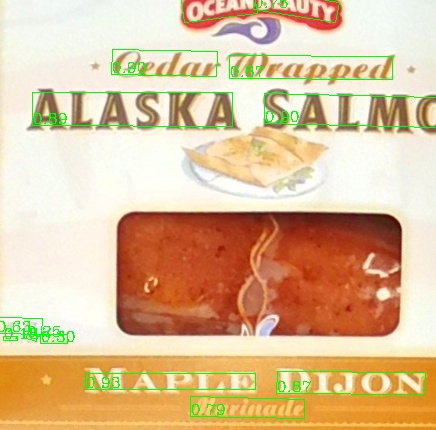 OCEAN BEAUTY
Cedar Wrapped
ALASKA SALMO
MAPLE DIJON
Marinade